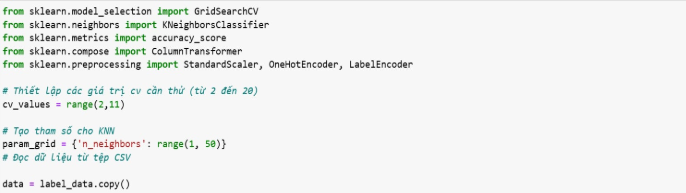 from sklearn.model_selection import GridSearchCV
from sklearn.neighbors import KNeighborsClassifier
from sklearn.metrics import accuracy_score
from sklearn.compose import ColumnTransformer
from sklearn.preprocessing import StandardScaler, OneHotEncoder, LabelEncoder
# Thiết lập các giá trị cv cần thử (từ 2 đến 20)
cv_values = range(2,11)
# Tạo tham số cho KNN
param_grid = {'n_neighbors': range(1, 50)}
# Đọc dữ liệu từ tệp CSV
data = label_data.copy()